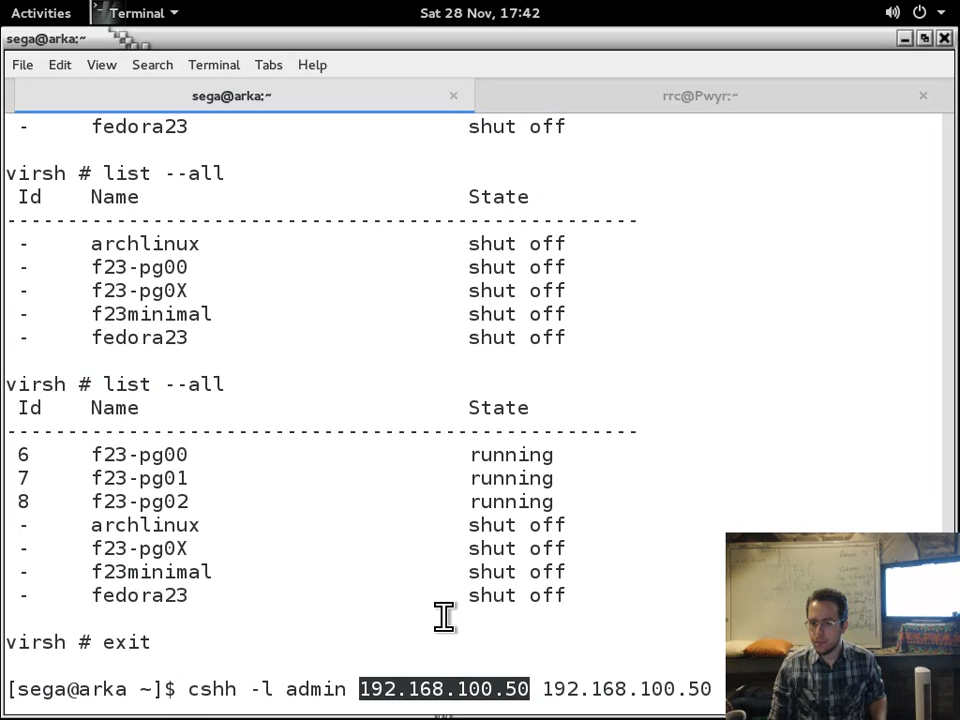 Activities Terminal Sat 28 Nov, 17:42
sega@arka:~
File Edit View Search Terminal Tabs Help
sega@arka:~ × rrc@Pwyr:~ ×
- fedora23 shut off
virsh # list --all
Id Name State
----------------------------------------------------
- archlinux shut off
- f23-pg00 shut off
- f23-pg0X shut off
- f23minimal shut off
- fedora23 shut off
virsh # list --all
Id Name State
----------------------------------------------------
6 f23-pg00 running
7 f23-pg01 running
8 f23-pg02 running
- archlinux shut off
- f23-pg0X shut off
- f23minimal shut off
- fedora23 shut off
virsh # exit
[sega@arka ~]$ cshh -l admin 192.168.100.50 192.168.100.50